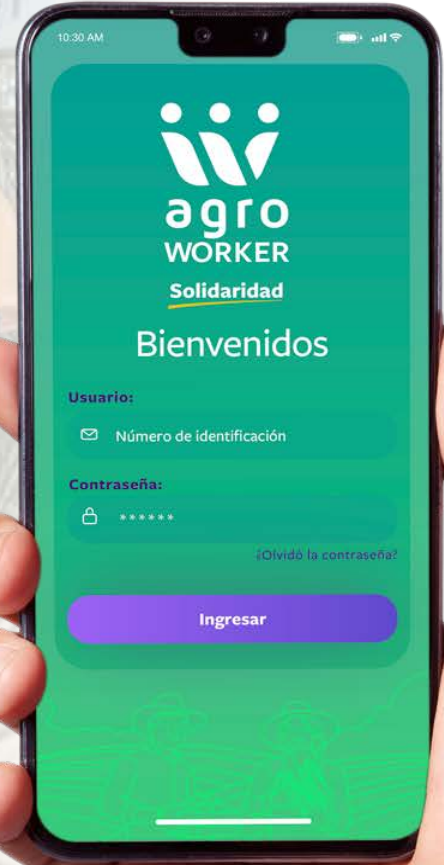 10:30 AM
agro
WORKER
Solidaridad
Bienvenidos
Usuario:
Número de identificación
Contraseña:
******
¿Olvidó la contraseña?
Ingresar